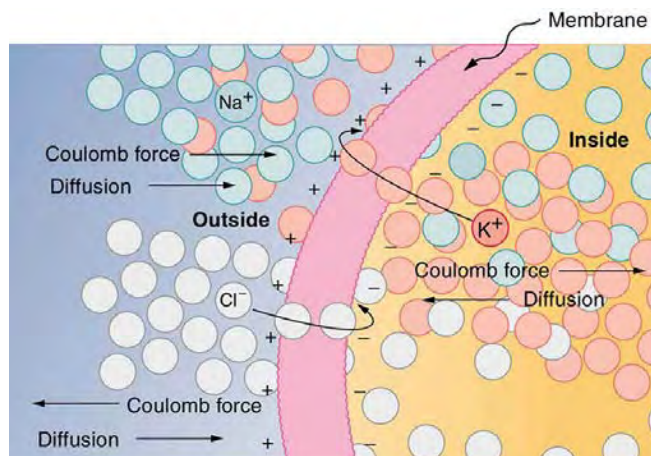 Membrane
Na+
Inside
Coulomb force
Diffusion
Outside
K+
Coulomb force
Cl−
Diffusion
Coulomb force
Diffusion